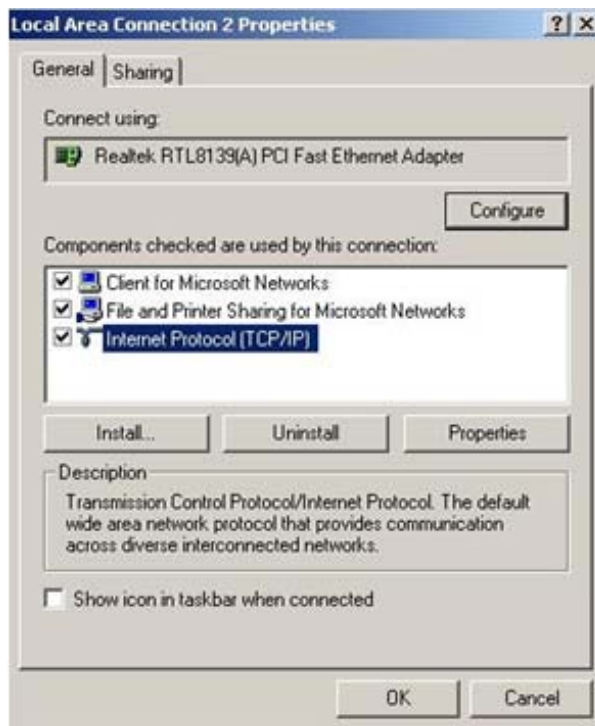 Local Area Connection 2 Properties
General
Sharing
Connect using:
Realtek RTL8139(A) PCI Fast Ethernet Adapter
Configure
Components checked are used by this connection:
Client for Microsoft Networks
File and Printer Sharing for Microsoft Networks
Internet Protocol (TCP/IP)
Install...
Uninstall
Properties
Description
Transmission Control Protocol/Internet Protocol. The default
wide area network protocol that provides communication
across diverse interconnected networks.
Show icon in taskbar when connected
OK
Cancel